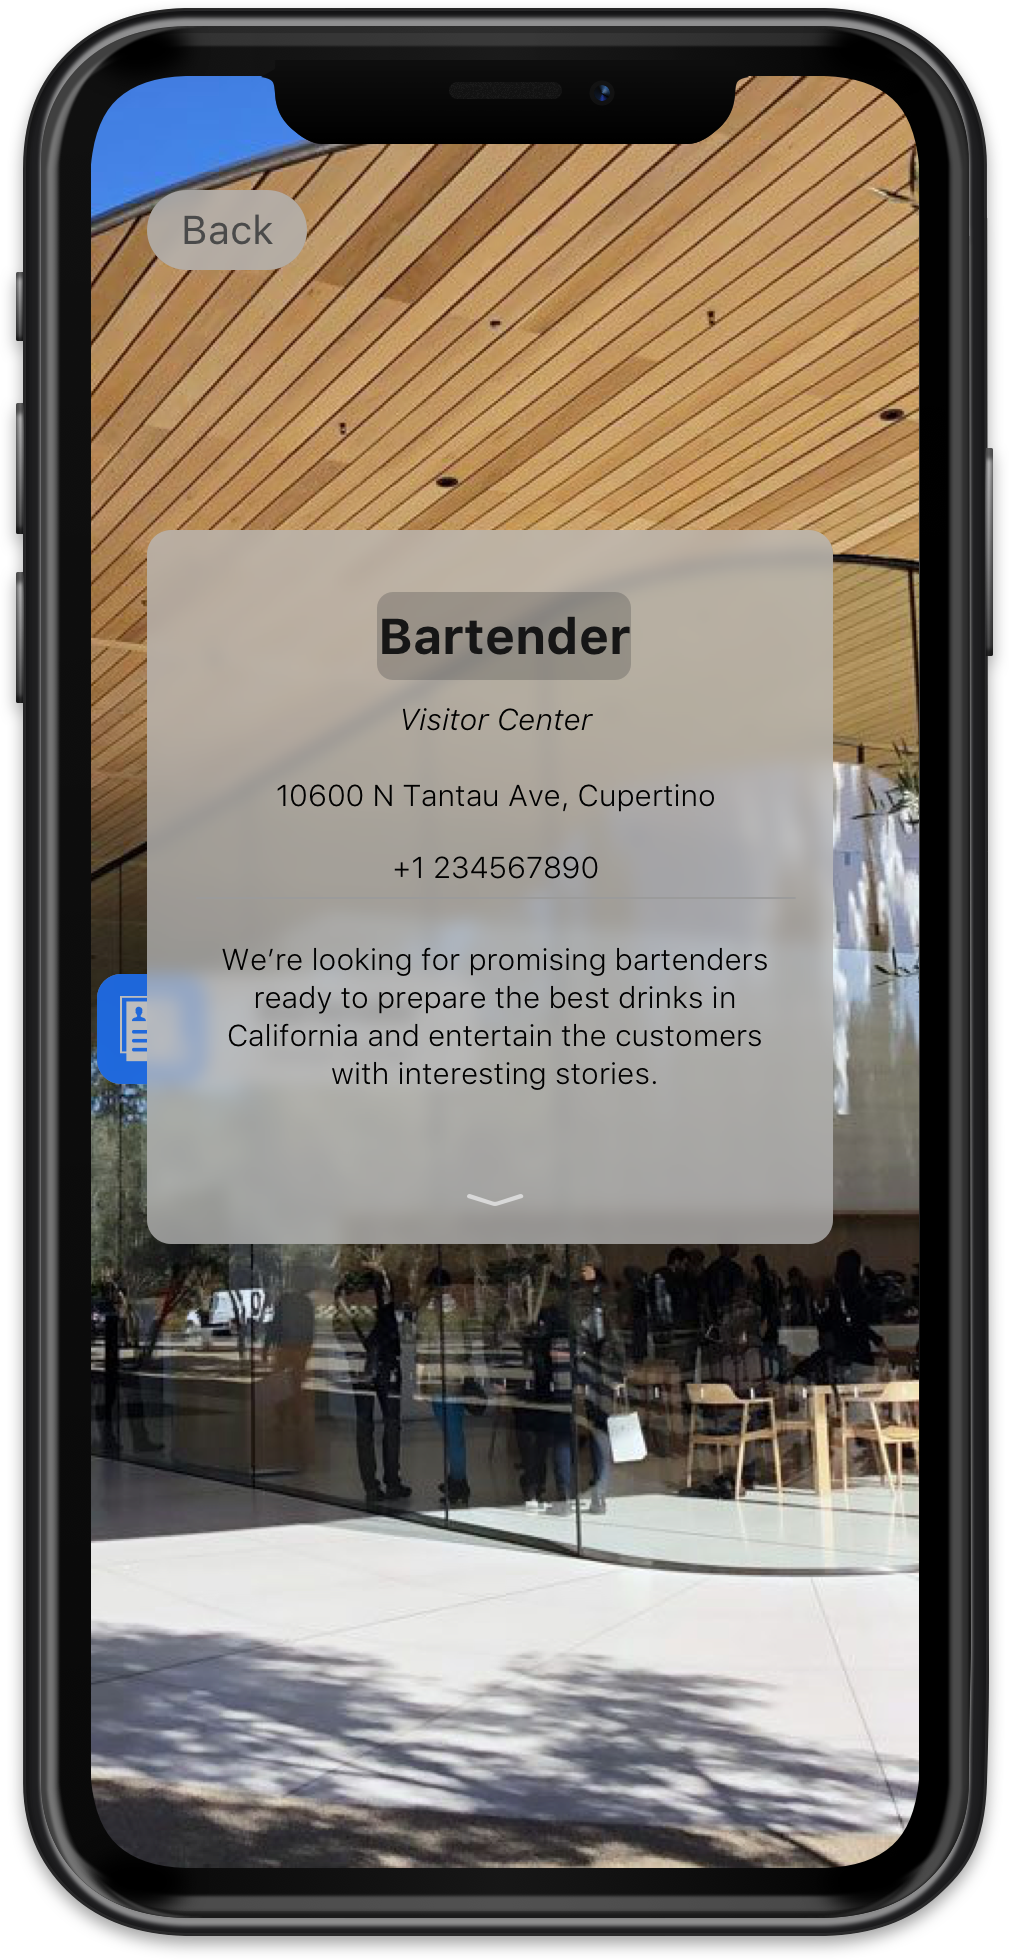 Back
Bartender
Visitor Center
10600 N Tantau Ave, Cupertino
+1 234567890
We’re looking for promising bartenders
ready to prepare the best drinks in
California and entertain the customers
with interesting stories.